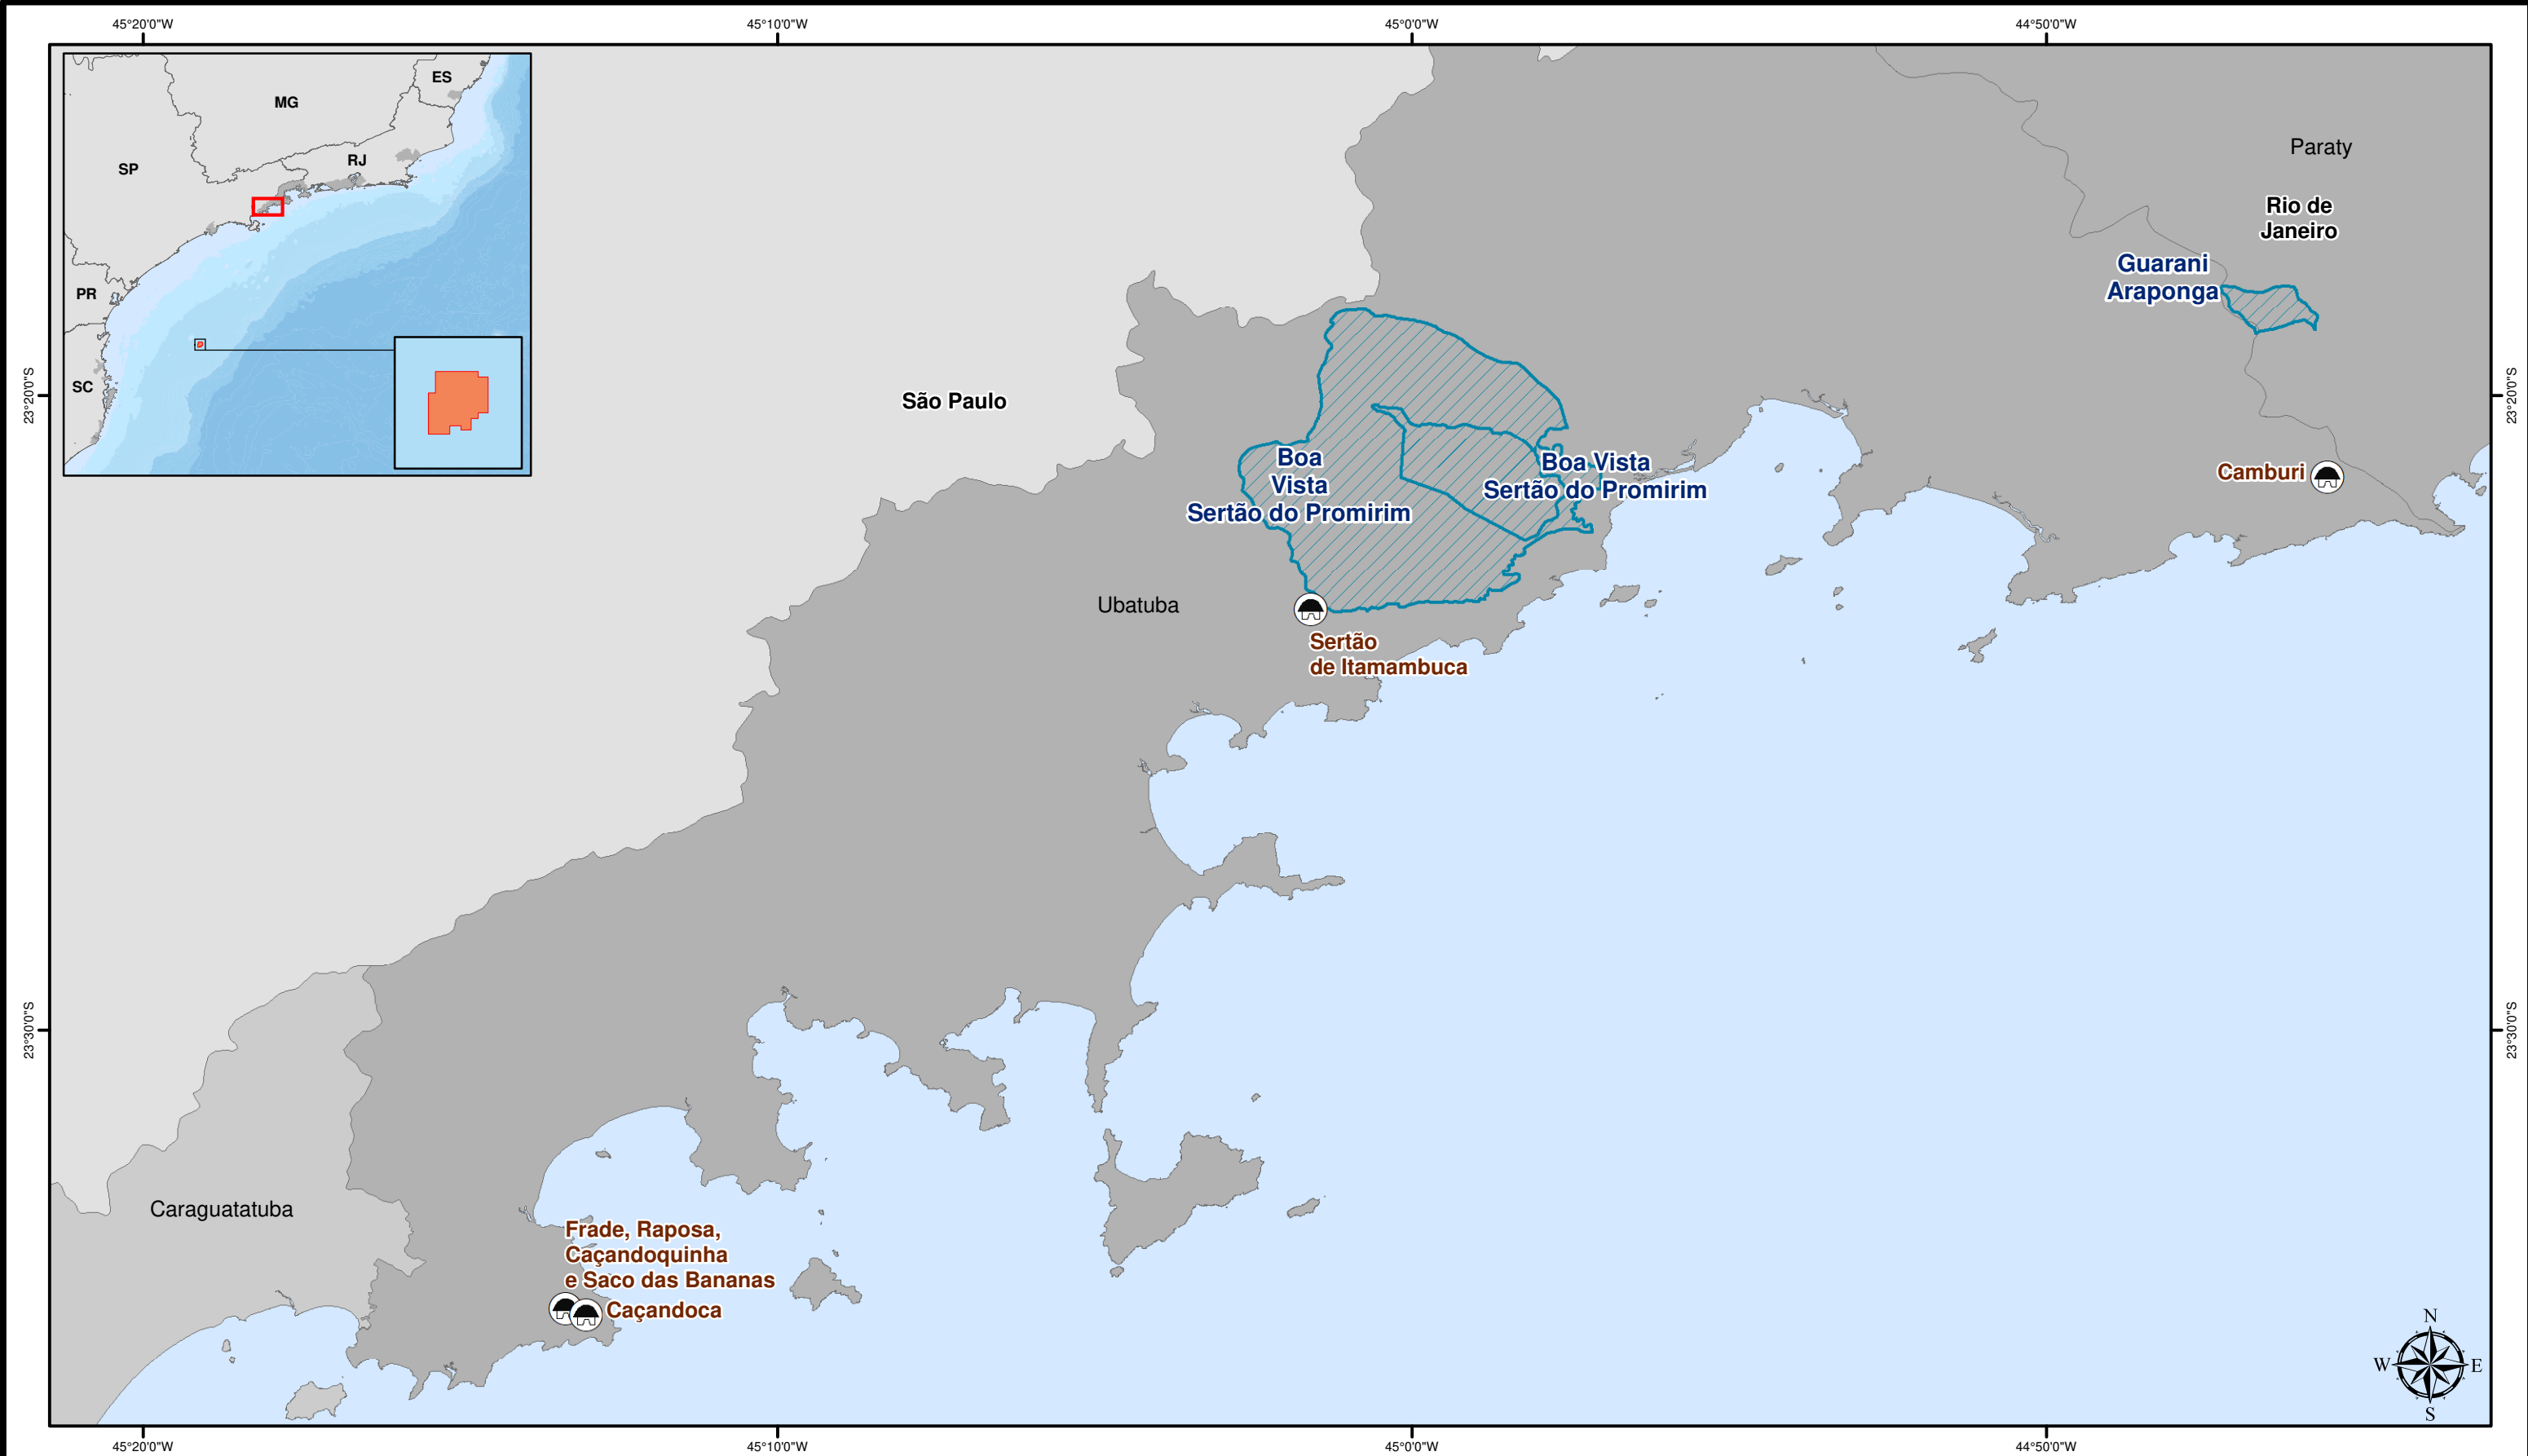 45°20'0"W
45°10'0"W
45°0'0"W
44°50'0"W
ES
MG
RJ
SP
PR
SC
Paraty
Rio de
Janeiro
Guarani
Araponga
23°20'0"S
23°20'0"S
São Paulo
Boa
Vista
Sertão do Promirim
Boa Vista
Sertão do Promirim
Camburi
Ubatuba
Sertão
de Itamambuca
23°30'0"S
23°30'0"S
Caraguatatuba
Frade, Raposa,
Caçandoquinha
e Saco das Bananas
Caçandoca
N
W
E
S
45°20'0"W
45°10'0"W
45°0'0"W
44°50'0"W